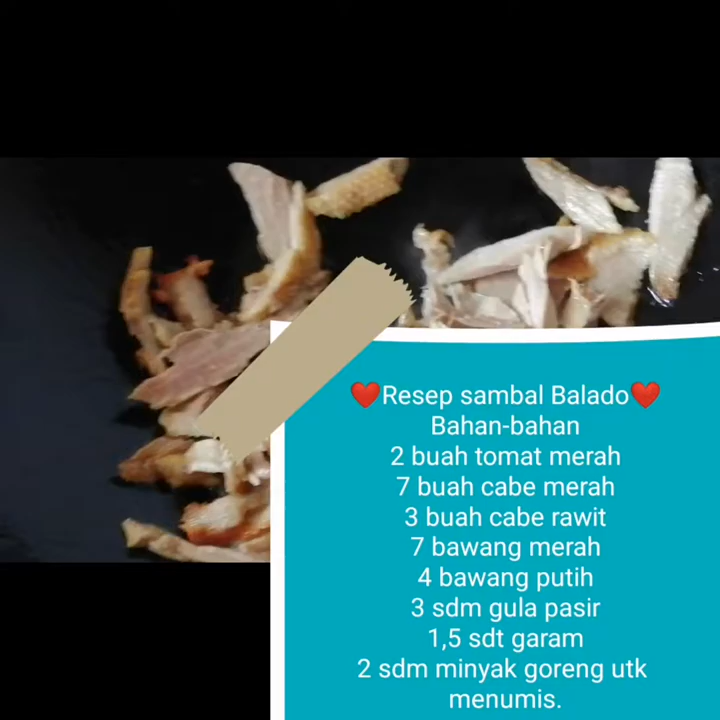 ❤️Resep sambal Balado❤️
Bahan-bahan
2 buah tomat merah
7 buah cabe merah
3 buah cabe rawit
7 bawang merah
4 bawang putih
3 sdm gula pasir
1,5 sdt garam
2 sdm minyak goreng utk
menumis.